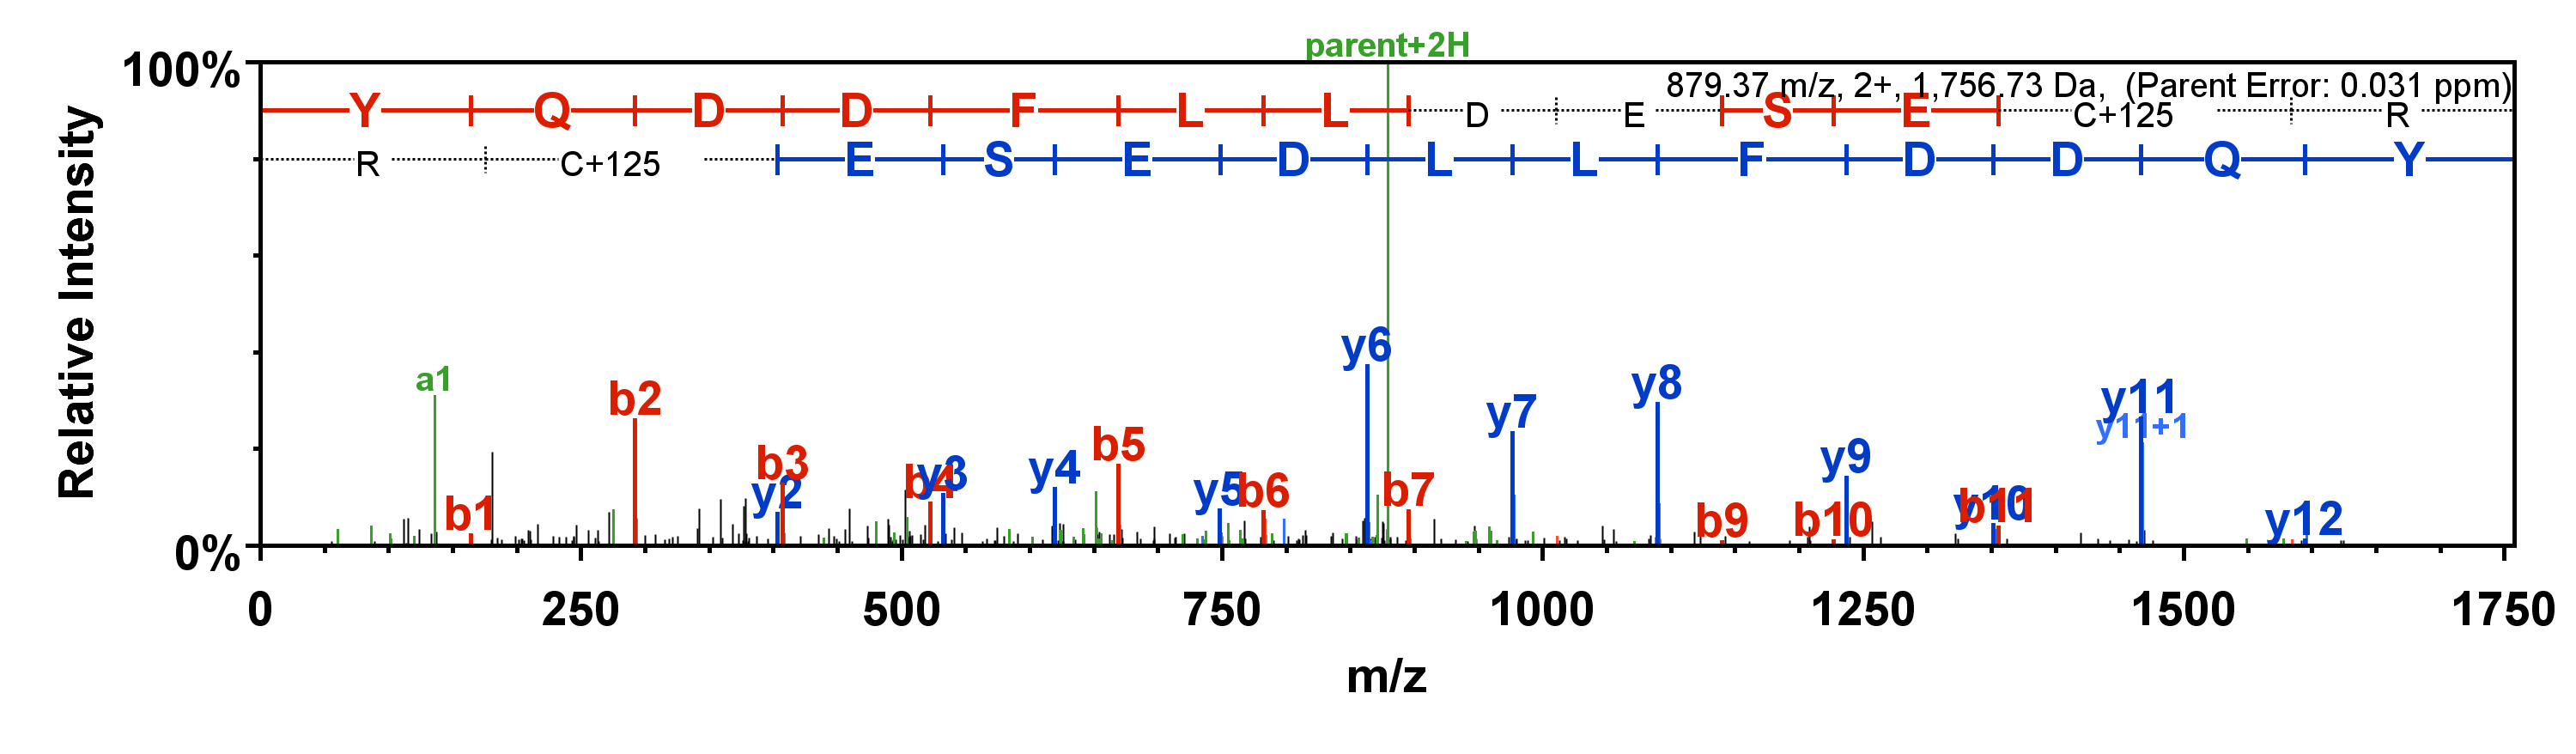 parent+2H
100%
879.37 m/z, 2+, 1,756.73 Da, (Parent Error: 0.031 ppm)
Y Q D D F L L D E S E C+125 R
R C+125 E S E D L L F D D Q Y
Relative Intensity
y6
a1
y8
y11
b2
y7
y11+1
b5
y9
b3
y4
b4
y3
y2
y5
b6
b7
b1
y10
b11
b9
b10
y12
0%
0 250 500 750 1000 1250 1500 1750
m/z